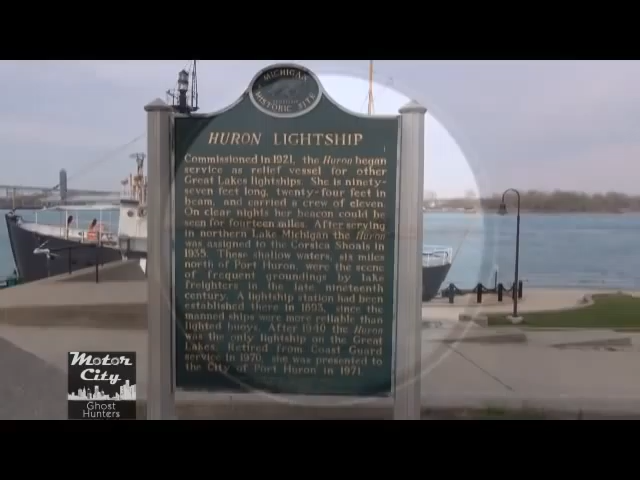 MICHIGAN
HISTORIC SITE
HURON LIGHTSHIP
Commissioned in 1921, the Huron began
service as relief vessel for other
Great Lakes lightships. She is ninety-
seven feet long, twenty-four feet in
beam, and carried a crew of eleven.
On clear nights her beacon could be
seen for fourteen miles. After serving
in northern Lake Michigan the Huron
was assigned to the Corsica Shoals in
1935. These shallow waters, six miles
north of Port Huron, were the scene
of frequent groundings by lake
freighters in the late nineteenth
century. A lightship station had been
established there in 1893, since the
manned ships were more reliable than
lighted buoys. After 1940 the Huron
was the only lightship on the Great
Lakes. Retired from Coast Guard
service in 1970, she was presented to
the City of Port Huron in 1971.
Motor
City
Ghost
Hunters